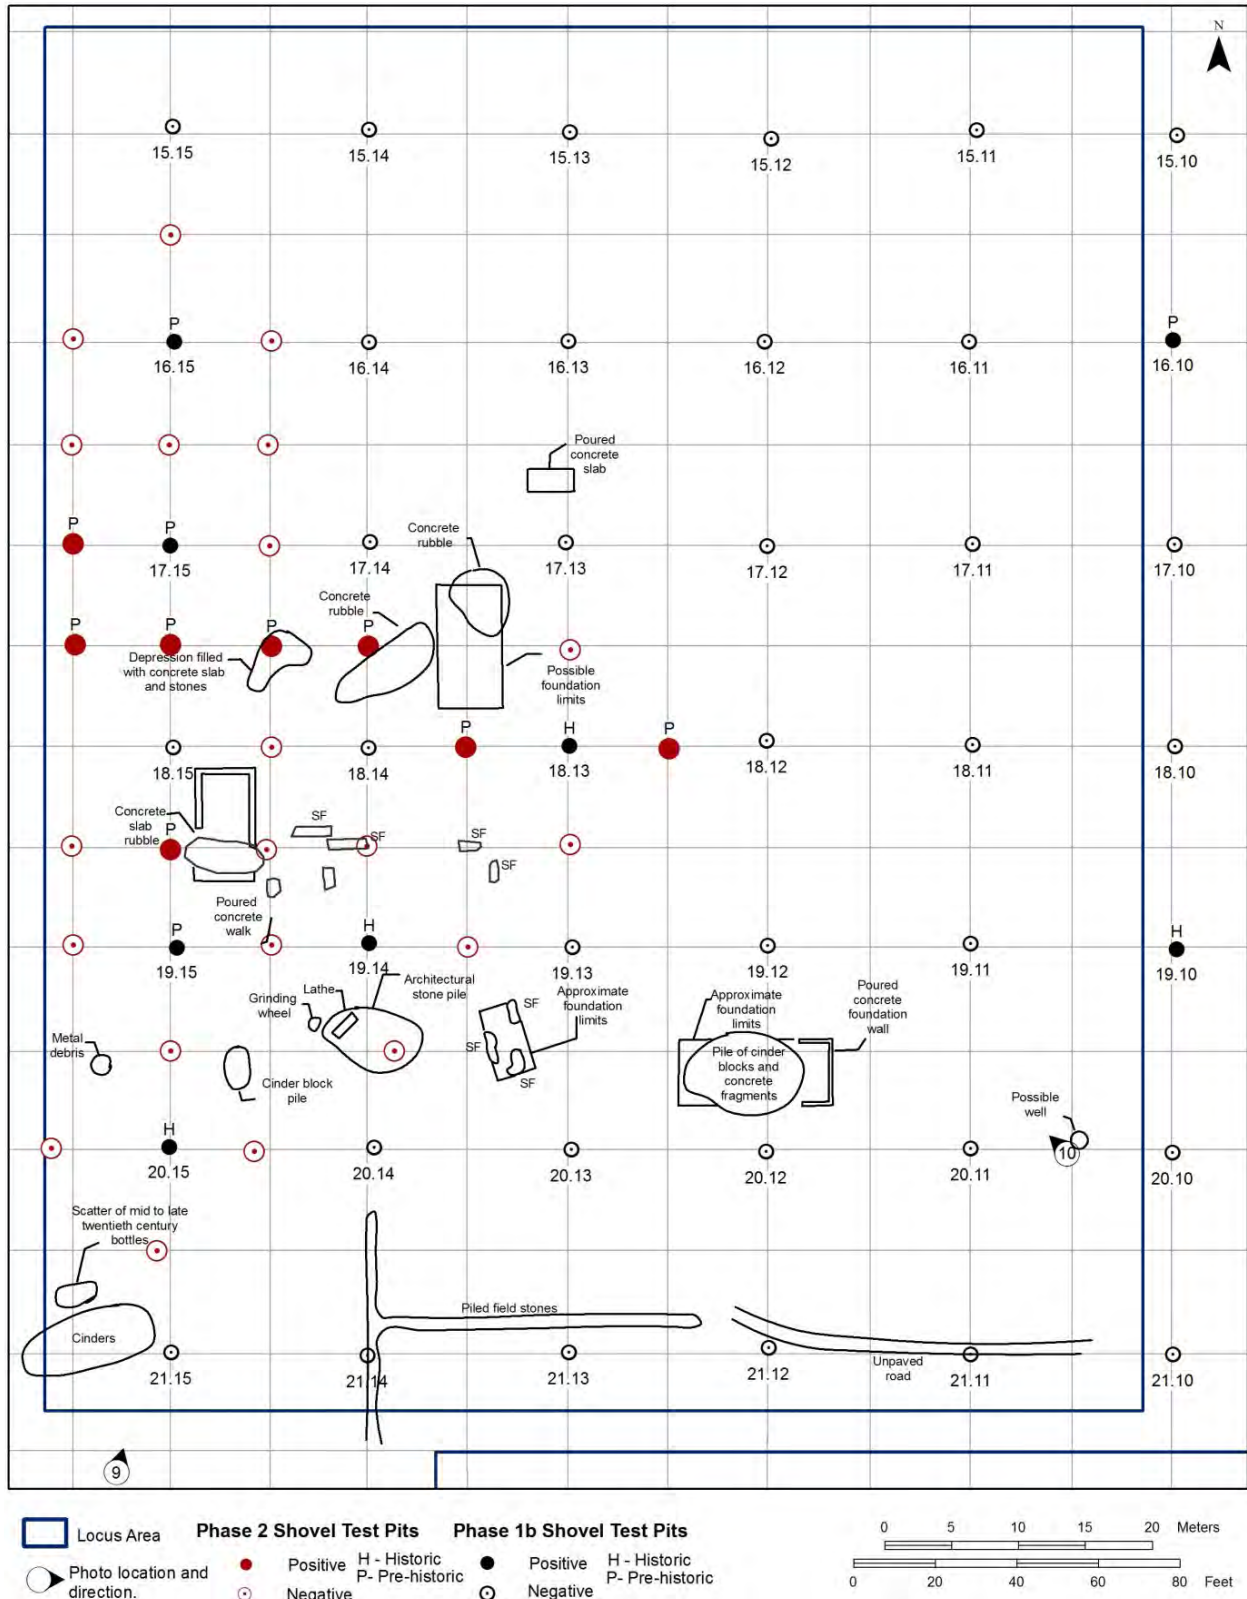 N
15.15
15.14
15.13
15.12
15.11
15.10
P
16.15
16.14
16.13
16.12
16.11
P
16.10
Poured
concrete
slab
P
P
17.15
17.14
Concrete
rubble
17.13
17.12
17.11
17.10
P
P
P
P
Concrete
rubble
Depression filled
with concrete slab
and stones
Possible
foundation
limits
18.15
18.14
P
H
18.13
P
18.12
18.11
18.10
Concrete
slab
rubble
P
SF
SF
SF
SF
Poured
concrete
walk
P
19.15
H
19.14
19.13
19.12
19.11
H
19.10
Metal
debris
Grinding
wheel
Lathe
Architectural
stone pile
Cinder block
pile
SF
SF
SF
Approximate
foundation
limits
Approximate
foundation
limits
Poured
concrete
foundation
wall
Pile of cinder
blocks and
concrete
fragments
Possible
well
10
H
20.15
20.14
20.13
20.12
20.11
20.10
Scatter of mid to late
twentieth century
bottles
Cinders
Piled field stones
Unpaved
road
21.15
21.14
21.13
21.12
21.11
21.10
9
Locus Area
Photo location and
direction.
Phase 2 Shovel Test Pits
Positive H - Historic
P- Pre-historic
Negative
Phase 1b Shovel Test Pits
Positive H - Historic
P- Pre-historic
Negative
0 5 10 15 20 Meters
0 20 40 60 80 Feet